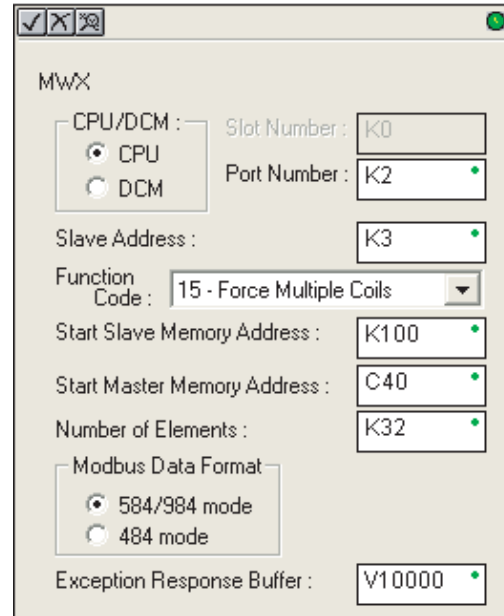 MWX
CPU/DCM :
CPU
DCM
Slot Number : K0
Port Number : K2
Slave Address : K3
Function
Code : 15 - Force Multiple Coils
Start Slave Memory Address : K100
Start Master Memory Address : C40
Number of Elements : K32
Modbus Data Format
584/984 mode
484 mode
Exception Response Buffer : V10000